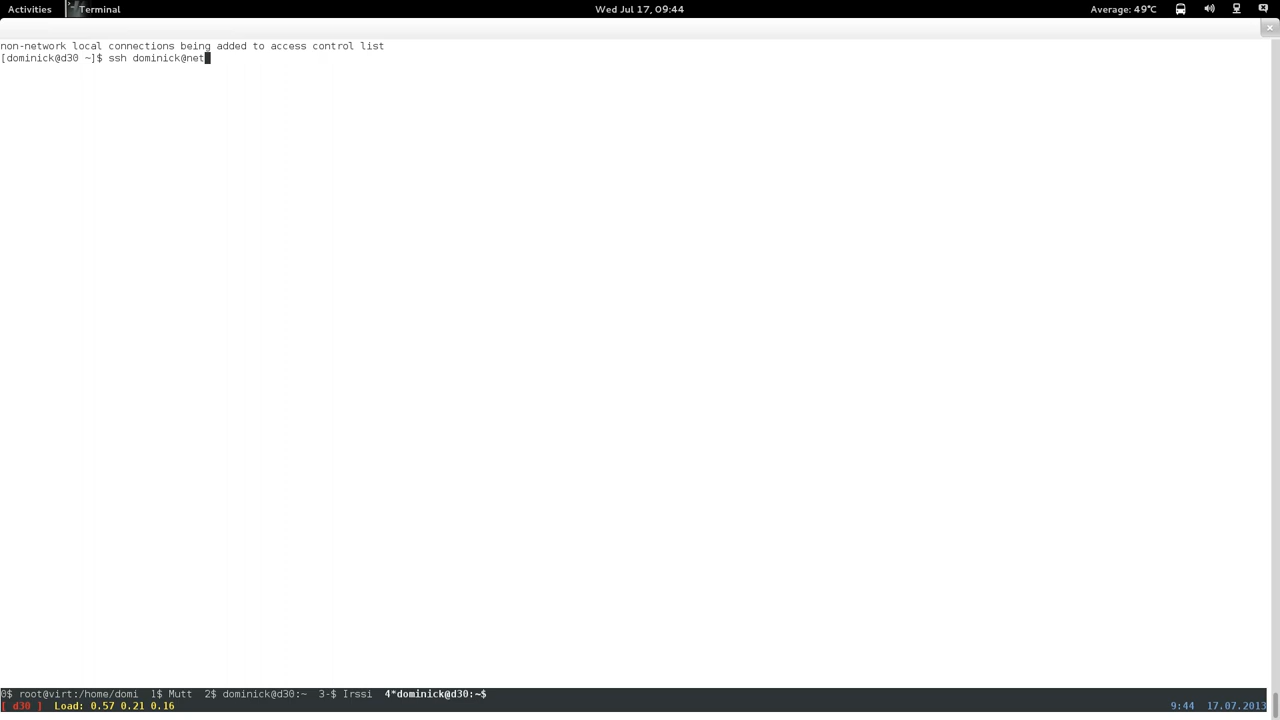 Activities Terminal Wed Jul 17, 09:44 Average: 49°C
non-network local connections being added to access control list
[dominick@d30 ~]$ ssh dominick@net
0$ root@virt:/home/domi 1$ Mutt 2$ dominick@d30:~ 3-$ Irssi 4*dominick@d30:~$
[ d30 ] Load: 0.57 0.21 0.16 9:44 17.07.2013